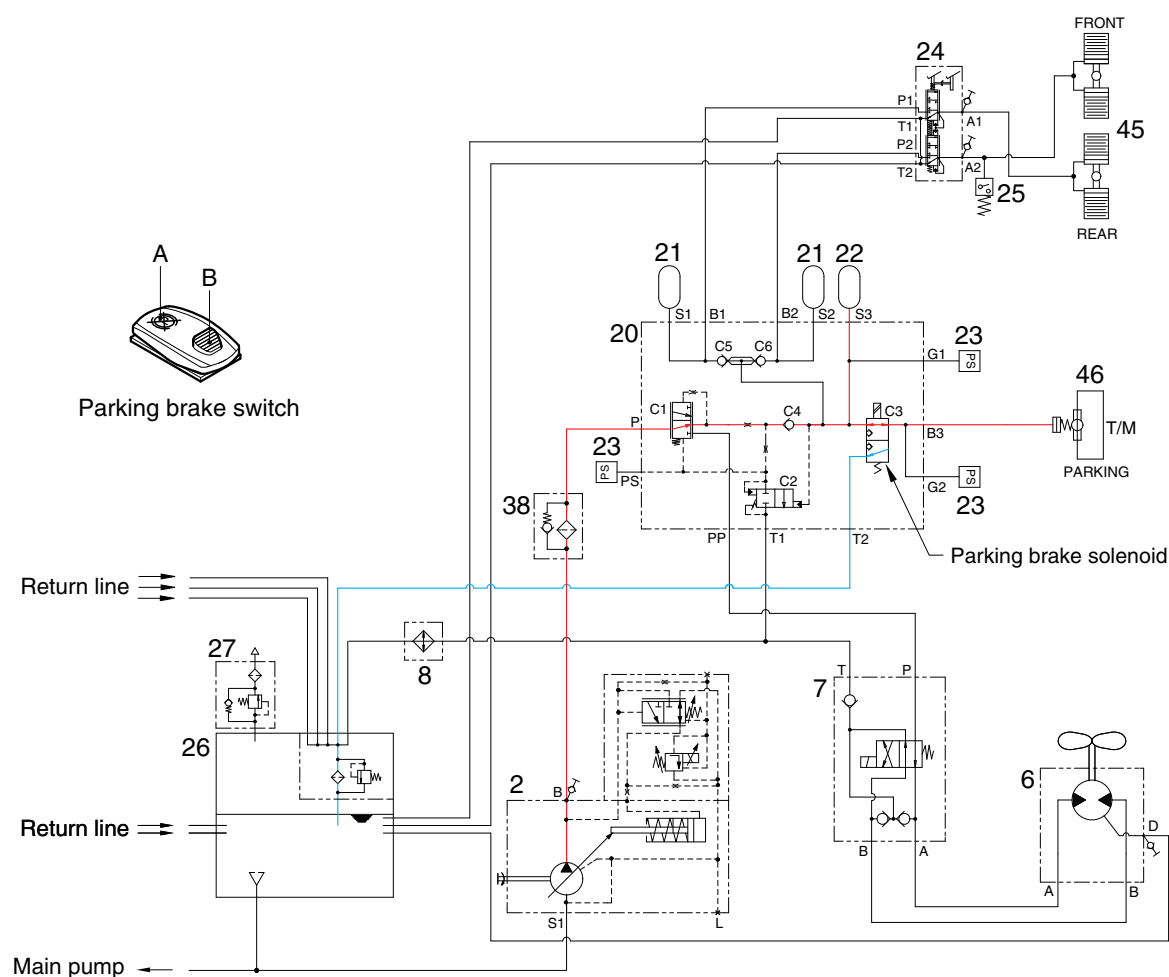 FRONT
24
P1
T1
A1
P2
A2
T2
45
25
REAR
A
B
Parking brake switch
21
21
22
S1
B1
B2
S2
S3
20
C5
C6
23
G1
PS
46
P
C1
C4
C3
B3
T/M
PARKING
23
PS
PS
C2
G2
PS
23
38
PP
T1
T2
Parking brake solenoid
Return line
27
8
T
P
7
26
2
B
6
Return line
D
B
A
A
B
S1
L
Main pump